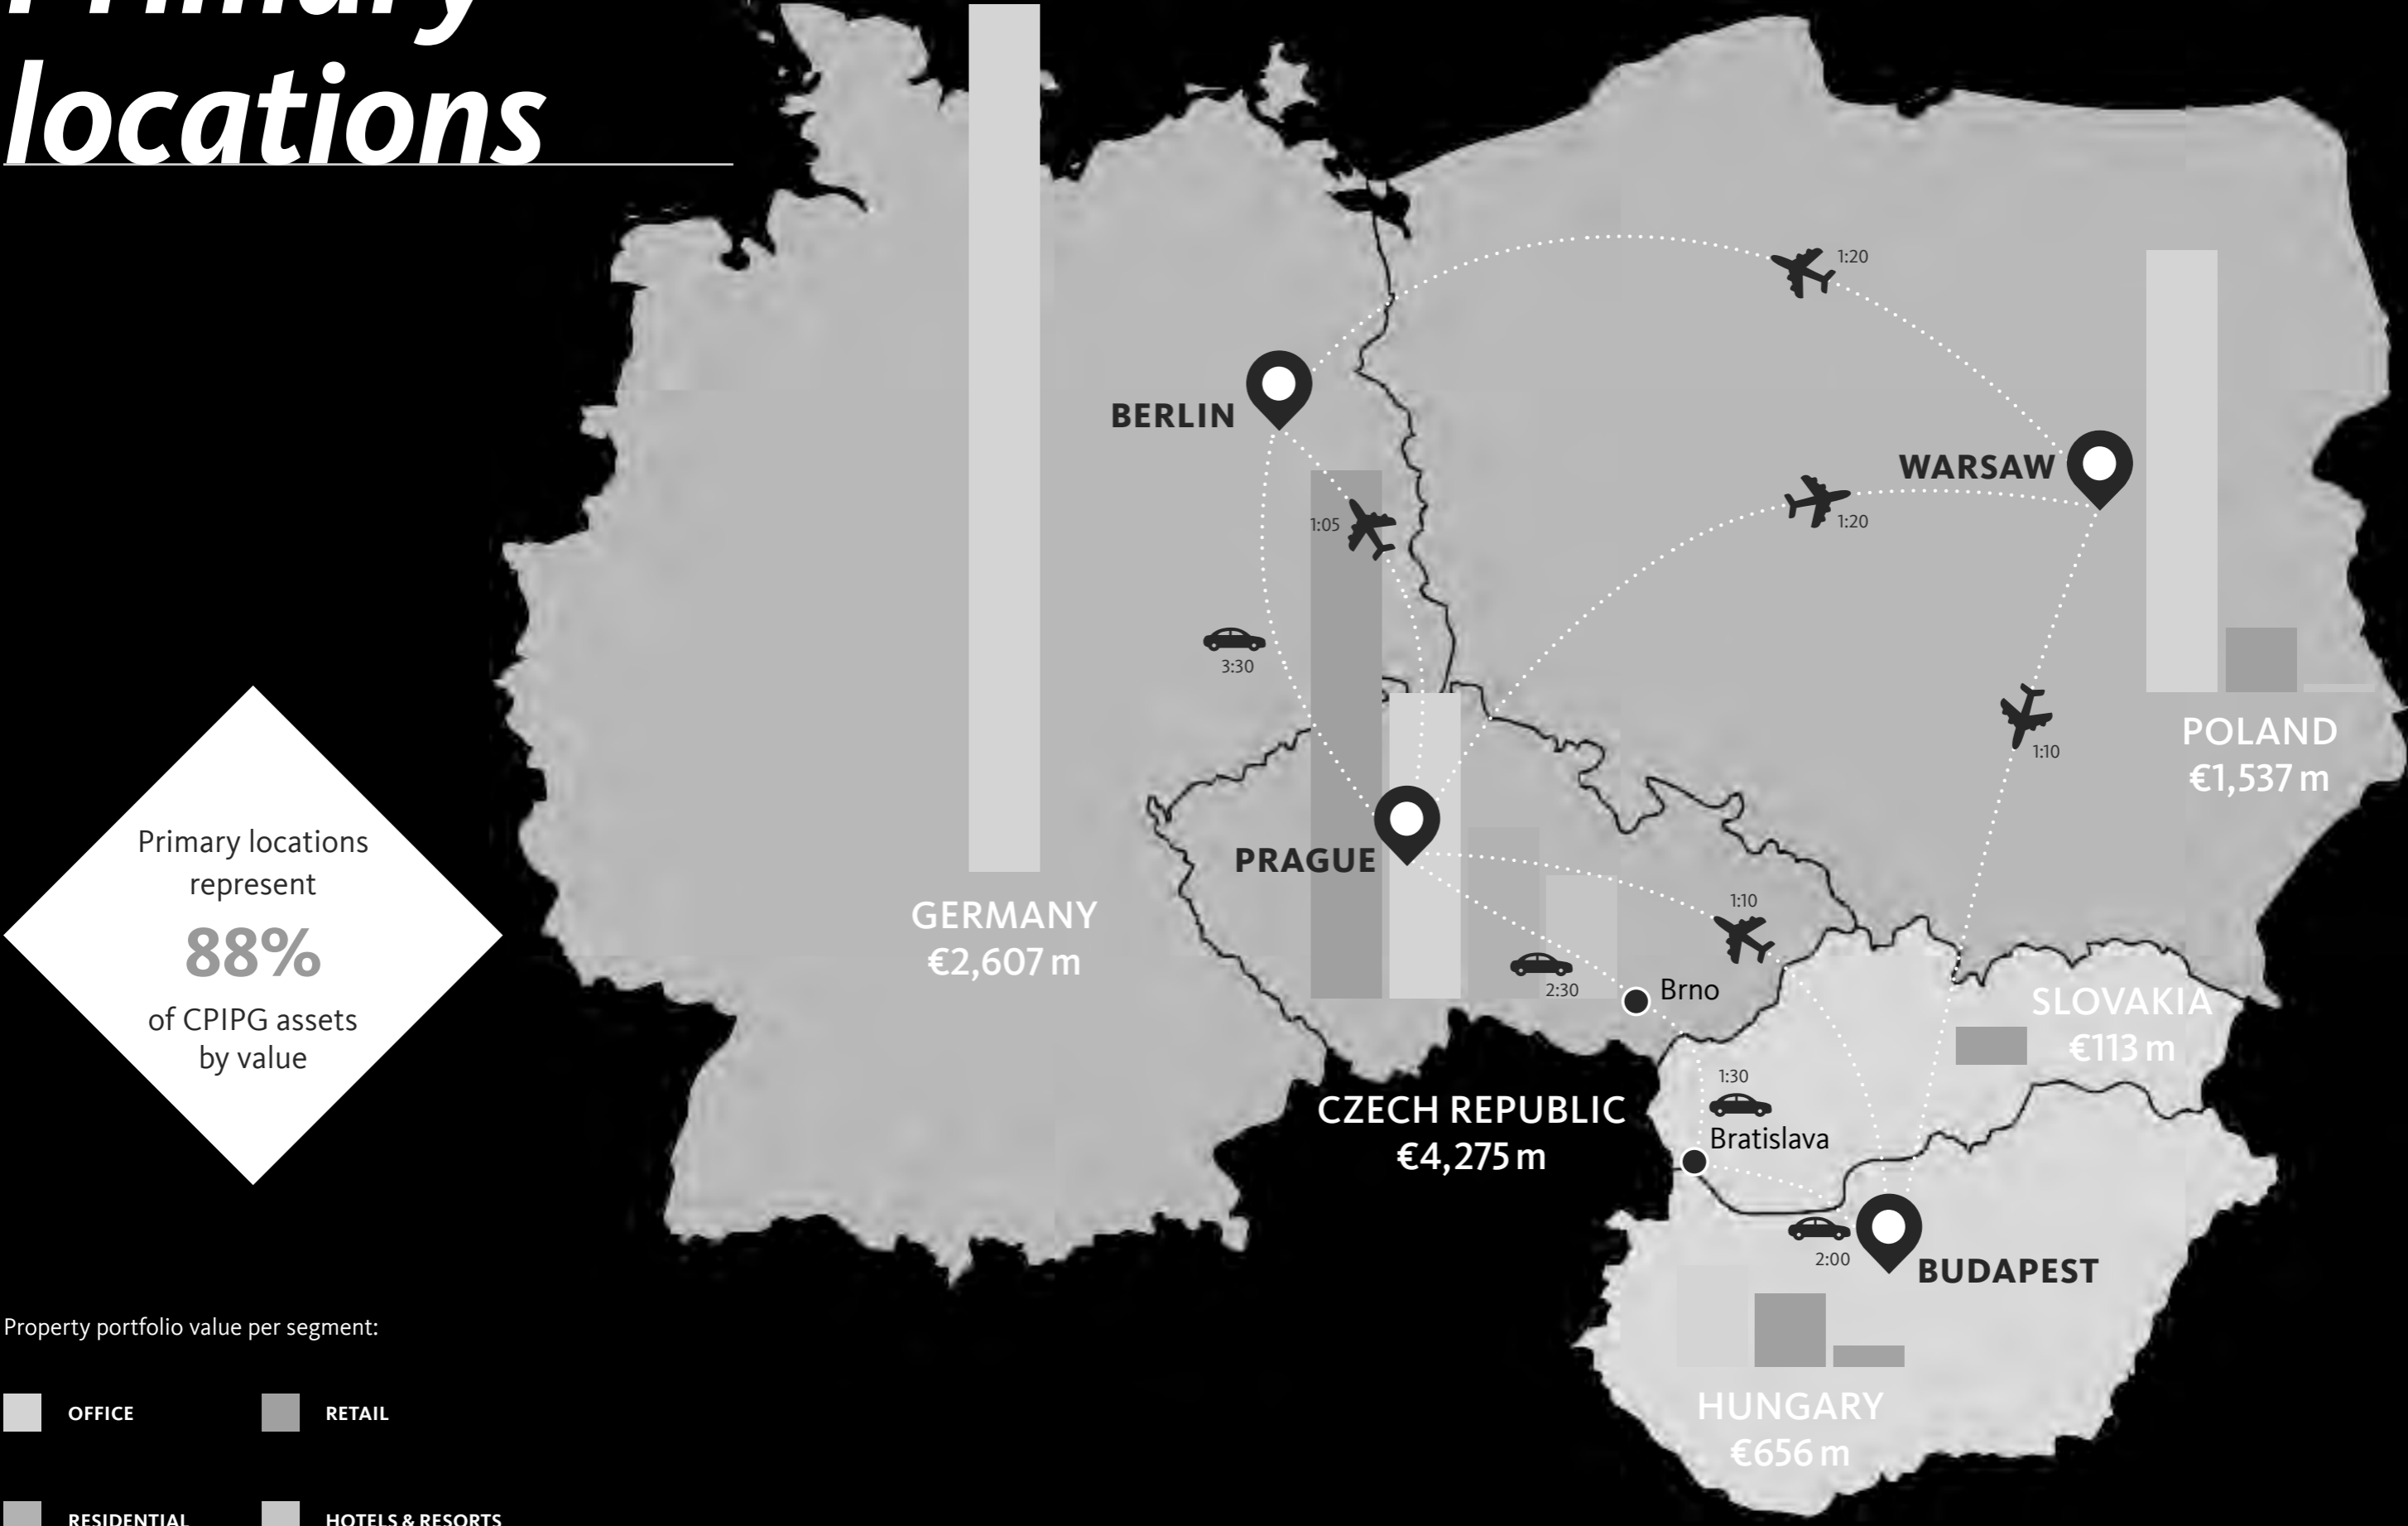 Primary
locations
1:20
BERLIN
WARSAW
1:05
1:20
3:30
POLAND
€1,537 m
1:10
Primary locations
represent
88%
of CPIPG assets
by value
PRAGUE
GERMANY
€2,607 m
1:10
2:30
Brno
SLOVAKIA
€113 m
1:30
CZECH REPUBLIC
€4,275 m
Bratislava
2:00
BUDAPEST
Property portfolio value per segment:
HUNGARY
€656 m
OFFICE
RETAIL
RESIDENTIAL
HOTELS & RESORTS